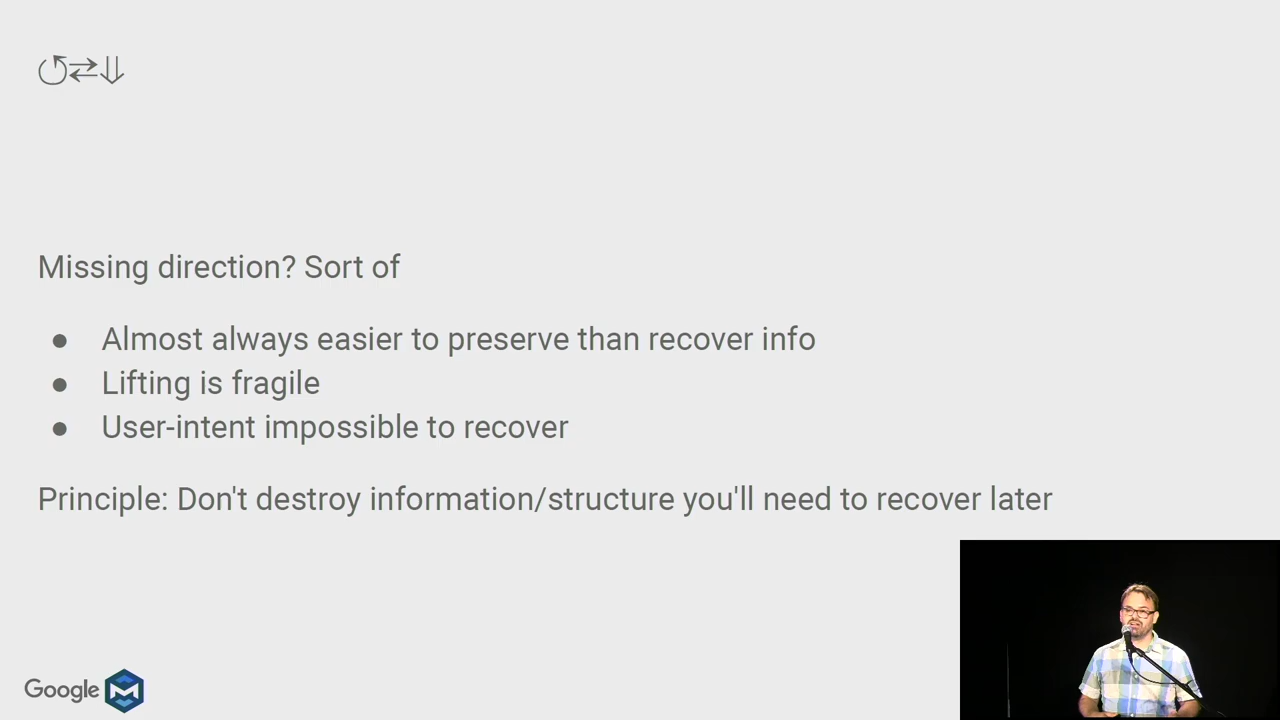 ↺⇄⇓
Missing direction? Sort of
● Almost always easier to preserve than recover info
● Lifting is fragile
● User-intent impossible to recover
Principle: Don't destroy information/structure you'll need to recover later
Google